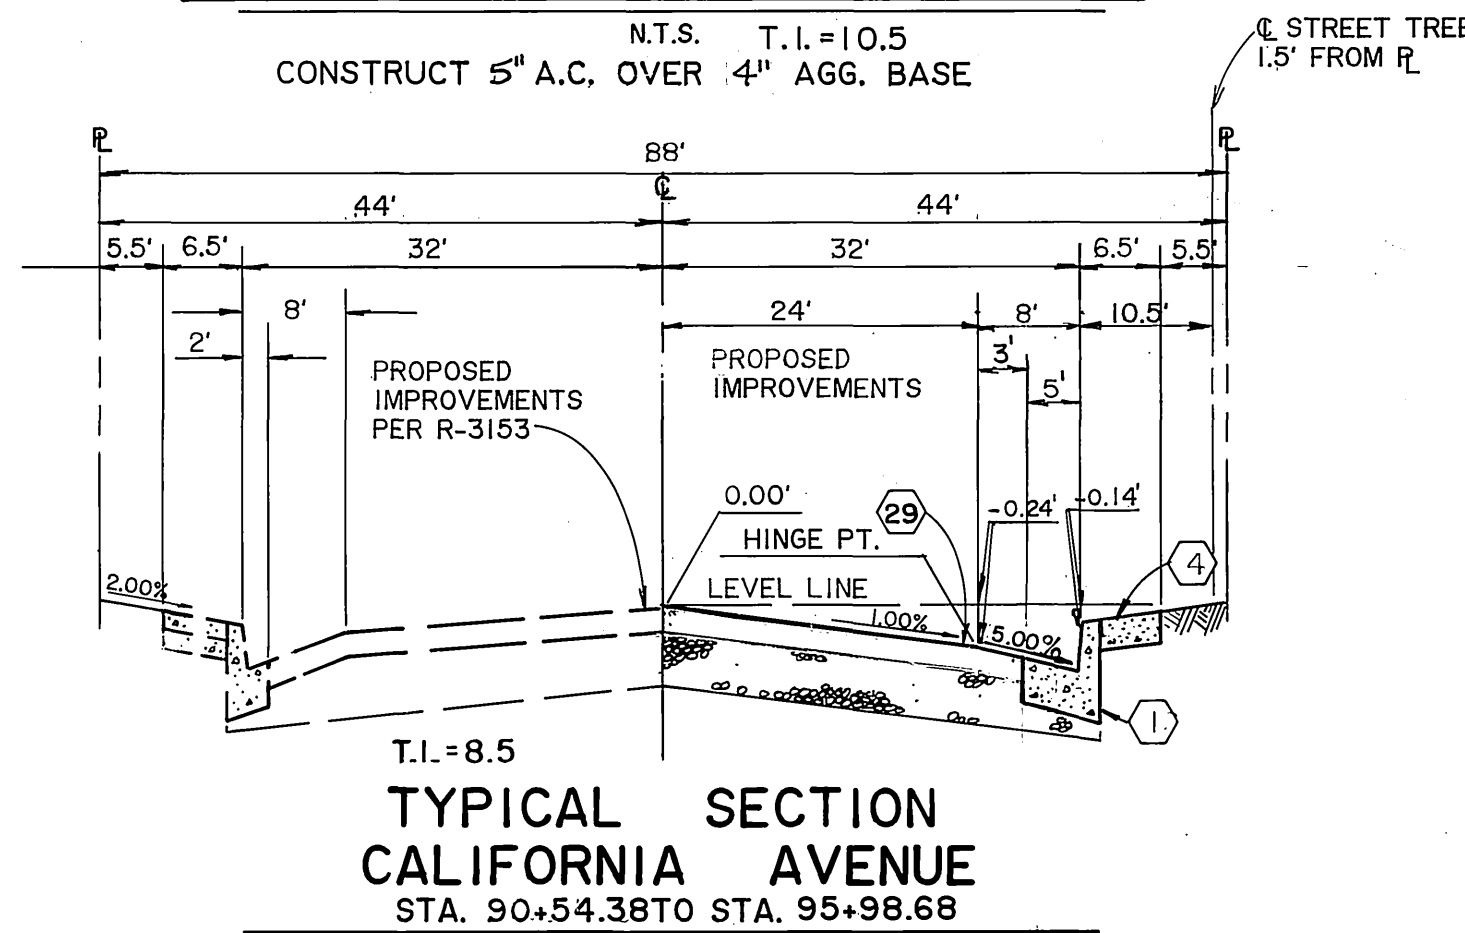 N.T.S. T.I.=10.5
CONSTRUCT 5" A.C. OVER 4" AGG. BASE
℄ STREET TREE
1.5' FROM ⅊
⅊
⅊
88'
℄
44'
44'
5.5'
6.5'
32'
32'
6.5'
5.5'
8'
24'
8'
10.5'
2'
3'
5'
PROPOSED
IMPROVEMENTS
PER R-3153
PROPOSED
IMPROVEMENTS
0.00'
29
-0.24'
-0.14'
HINGE PT.
LEVEL LINE
4
2.00%
1.00%
5.00%
1
T.I.=8.5
TYPICAL SECTION
CALIFORNIA AVENUE
STA. 90+54.38 TO STA. 95+98.68